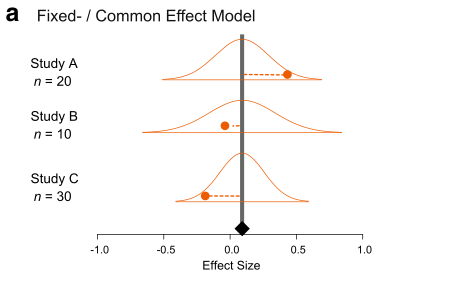 a Fixed- / Common Effect Model
Study A
n = 20
Study B
n = 10
Study C
n = 30
-1.0 -0.5 0.0 0.5 1.0
Effect Size